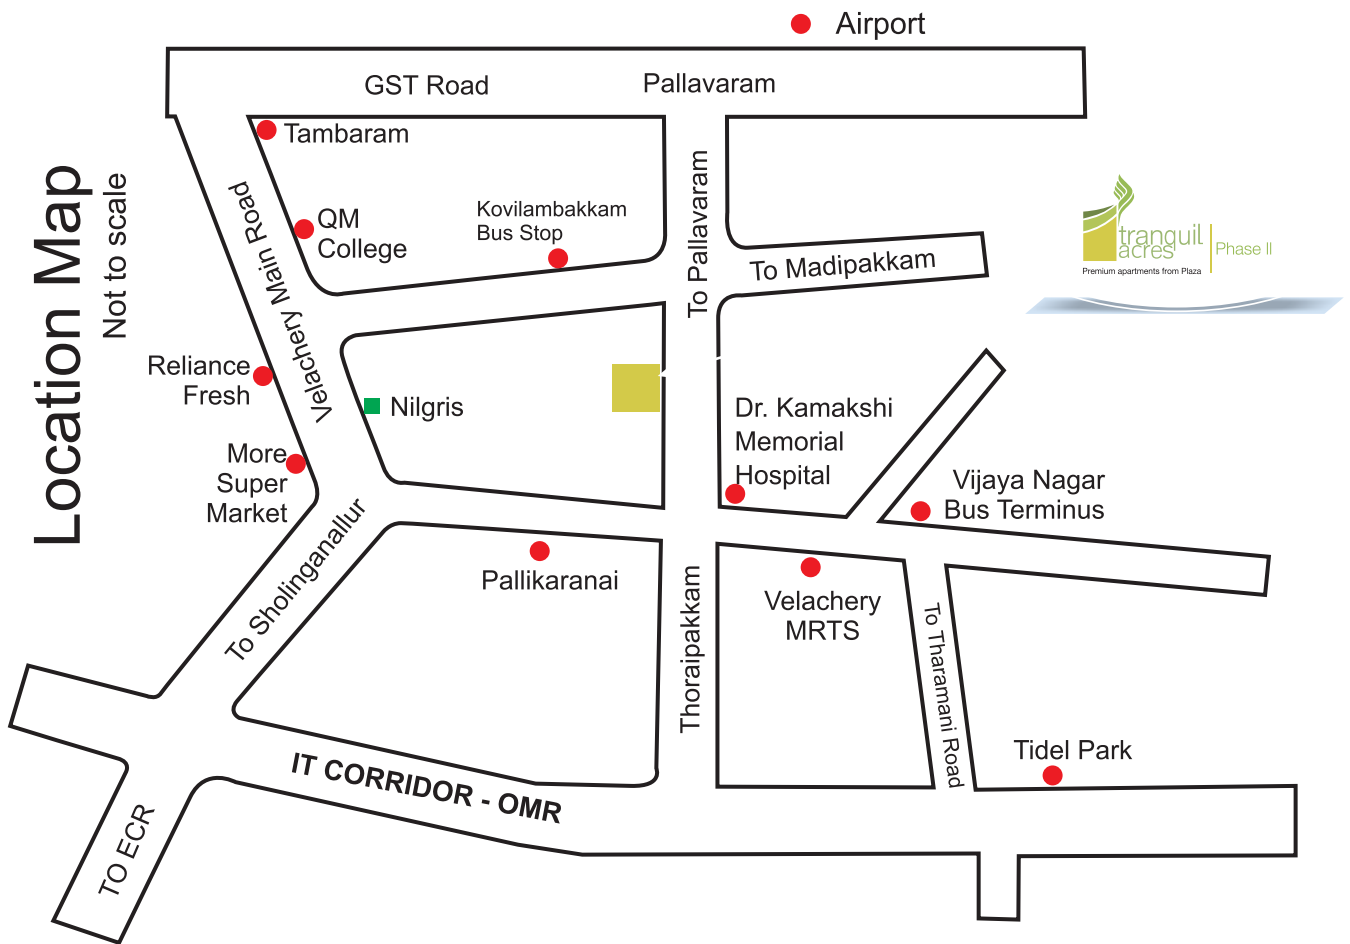 Airport
GST Road
Pallavaram
Tambaram
Location Map
Not to scale
Velachery Main Road
QM
College
Kovilambakkam
Bus Stop
To Pallavaram
To Madipakkam
tranquil
acres
Phase II
Premium apartments from Plaza
Reliance
Fresh
Nilgris
Dr. Kamakshi
Memorial
Hospital
More
Super
Market
Vijaya Nagar
Bus Terminus
To Sholinganallur
Pallikaranai
Thoraipakkam
Velachery
MRTS
To Tharamani Road
Tidel Park
IT CORRIDOR - OMR
TO ECR